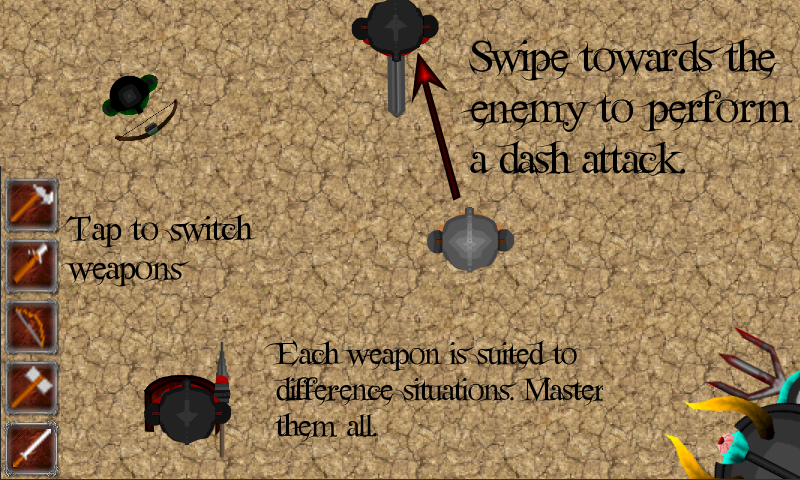 Swipe towards the
enemy to perform
a dash attack.
Tap to switch
weapons
Each weapon is suited to
difference situations. Master
them all.